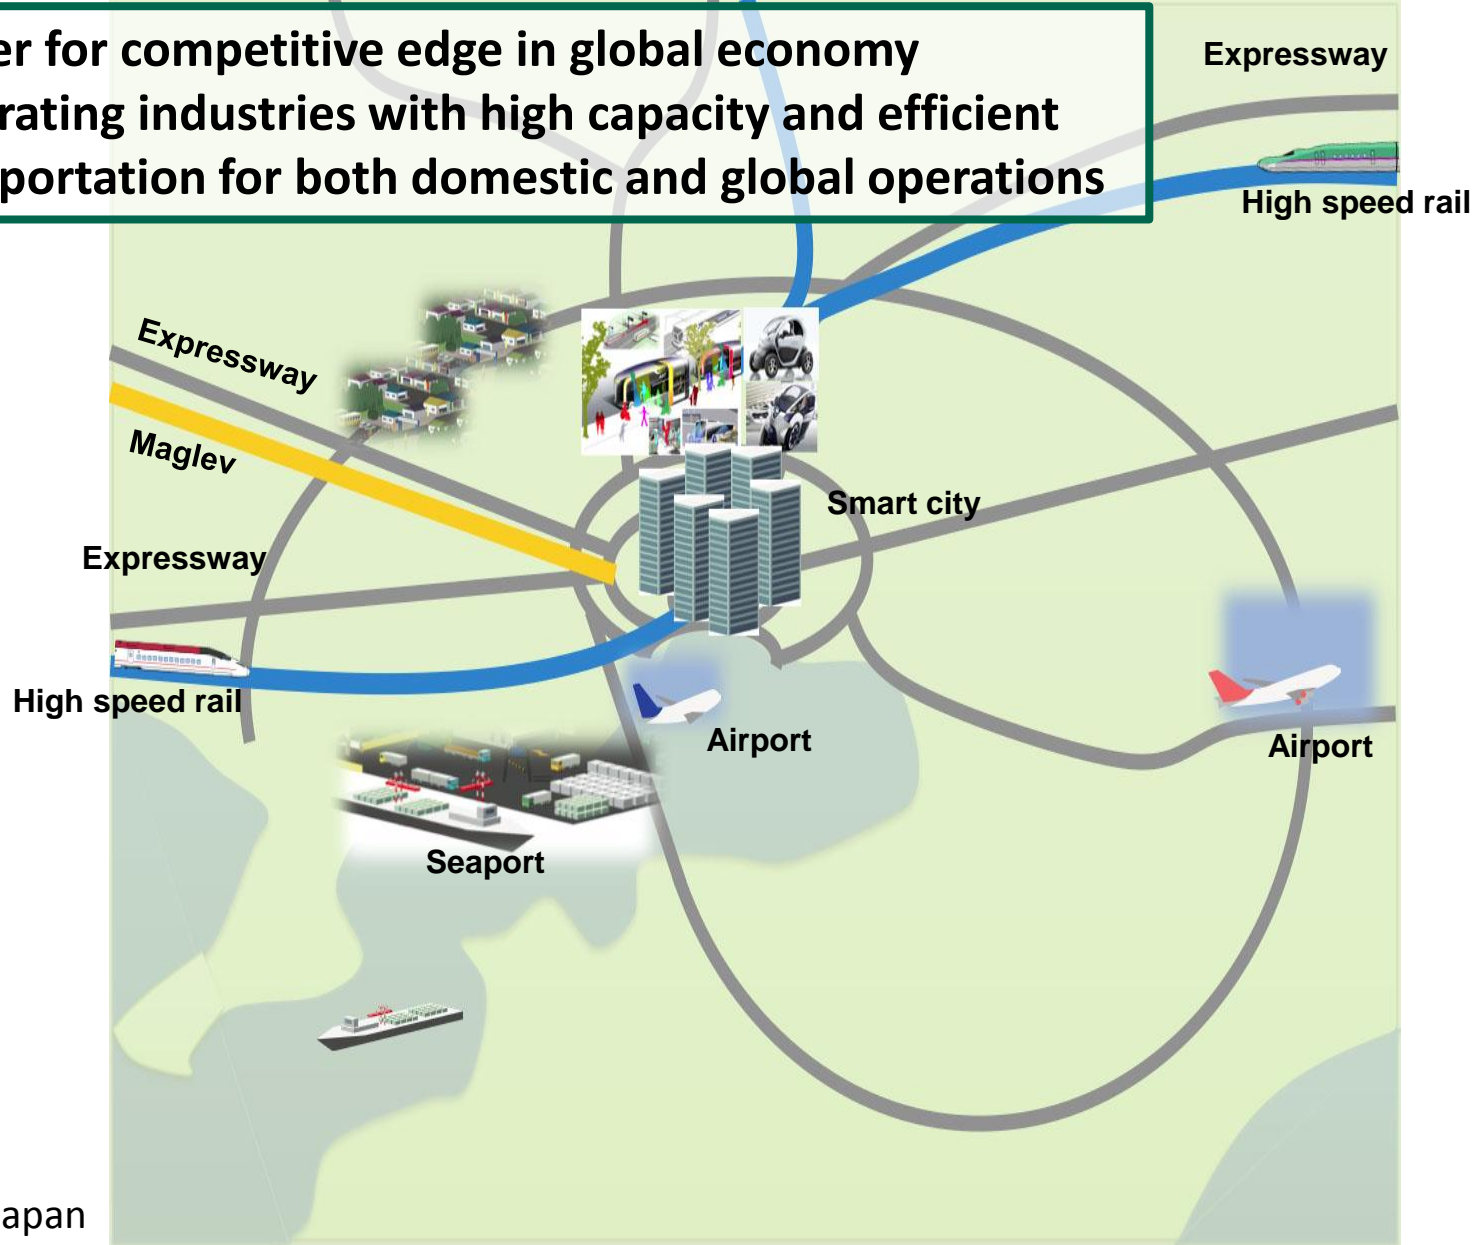 er for competitive edge in global economy
rating industries with high capacity and efficient
portation for both domestic and global operations
Expressway
High speed rail
Expressway
Maglev
Smart city
Expressway
High speed rail
Airport
Airport
Seaport
apan